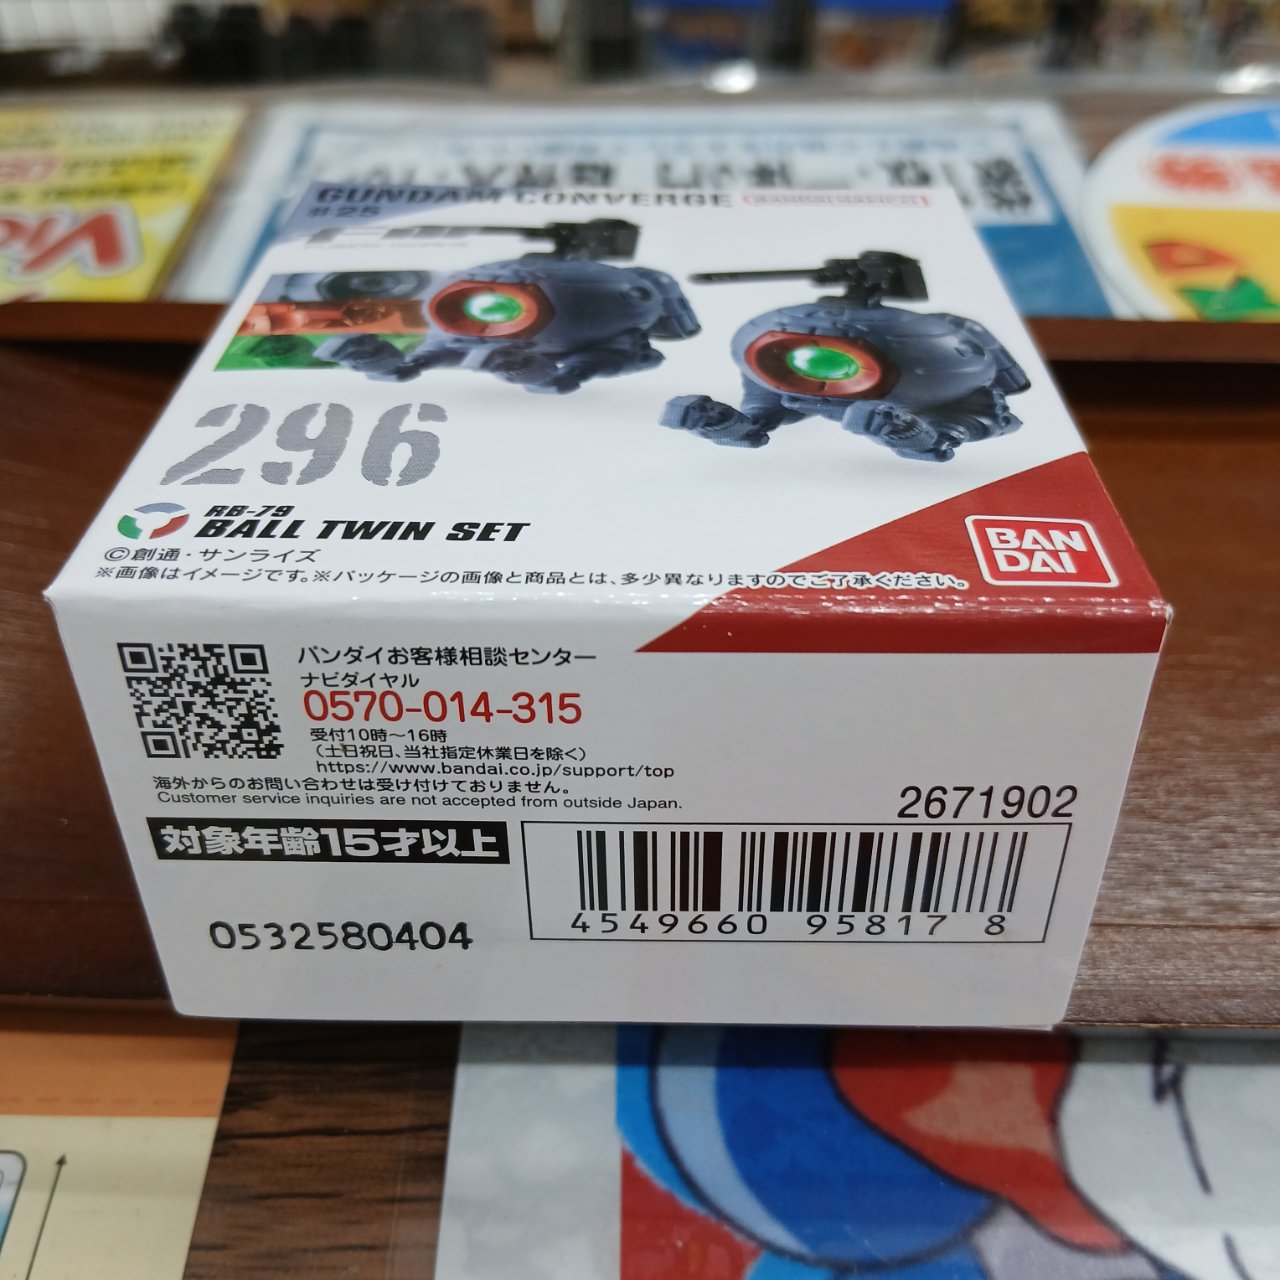 GUNDAM CONVERGE
#25
296
RB-79
BALL TWIN SET
©創通・サンライズ
※画像はイメージです。※パッケージの画像と商品とは、多少異なりますのでご了承ください。
BAN
DAI
バンダイお客様相談センター
ナビダイヤル
0570-014-315
受付10時～16時
（土日祝日、当社指定休業日を除く）
https://www.bandai.co.jp/support/top
海外からのお問い合わせは受け付けておりません。
Customer service inquiries are not accepted from outside Japan.
対象年齢15才以上
0532580404
2671902
4549660 95817 8